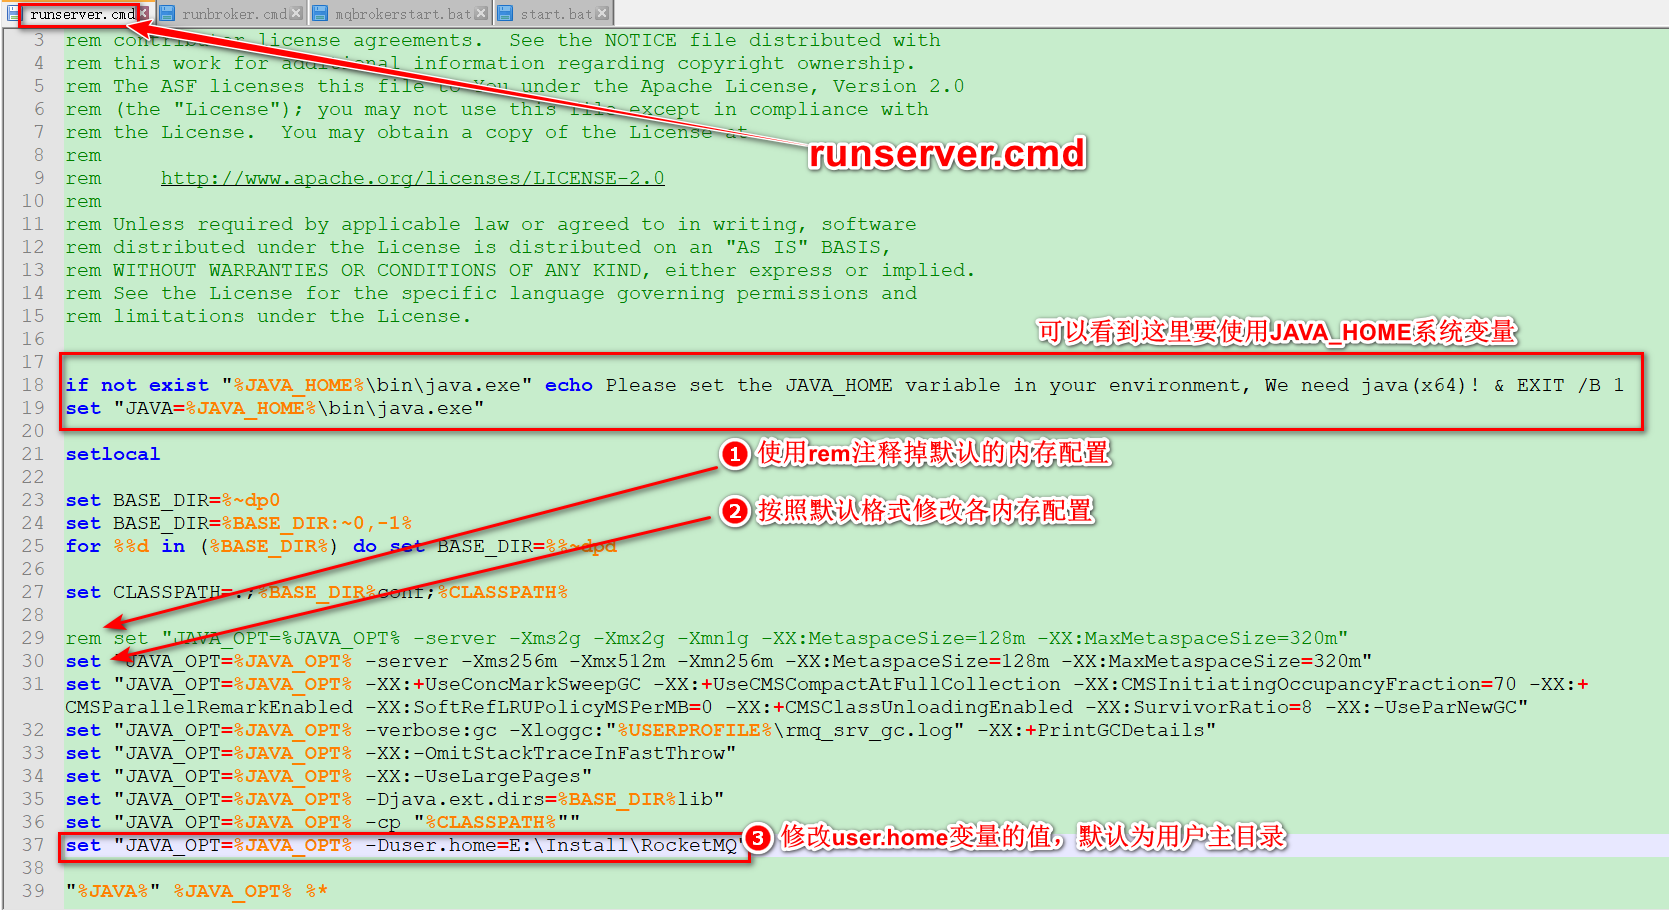 runserver.cmd runbroker.cmd mqbrokerstart.bat start.bat
3 rem contributor license agreements.  See the NOTICE file distributed with
4 rem this work for additional information regarding copyright ownership.
5 rem The ASF licenses this file to You under the Apache License, Version 2.0
6 rem (the "License"); you may not use this file except in compliance with
7 rem the License.  You may obtain a copy of the License at
runserver.cmd
8 rem
9 rem     http://www.apache.org/licenses/LICENSE-2.0
10 rem
11 rem Unless required by applicable law or agreed to in writing, software
12 rem distributed under the License is distributed on an "AS IS" BASIS,
13 rem WITHOUT WARRANTIES OR CONDITIONS OF ANY KIND, either express or implied.
14 rem See the License for the specific language governing permissions and
15 rem limitations under the License.
16
可以看到这里要使用JAVA_HOME系统变量
17
18 if not exist "%JAVA_HOME%\bin\java.exe" echo Please set the JAVA_HOME variable in your environment, We need java(x64)! & EXIT /B 1
19 set "JAVA=%JAVA_HOME%\bin\java.exe"
20
21 setlocal
1 使用rem注释掉默认的内存配置
22
23 set BASE_DIR=%~dp0
2 按照默认格式修改各内存配置
24 set BASE_DIR=%BASE_DIR:~0,-1%
25 for %%d in (%BASE_DIR%) do set BASE_DIR=%%~dpd
26
27 set CLASSPATH=.;%BASE_DIR%conf;%CLASSPATH%
28
29 rem set "JAVA_OPT=%JAVA_OPT% -server -Xms2g -Xmx2g -Xmn1g -XX:MetaspaceSize=128m -XX:MaxMetaspaceSize=320m"
30 set "JAVA_OPT=%JAVA_OPT% -server -Xms256m -Xmx512m -Xmn256m -XX:MetaspaceSize=128m -XX:MaxMetaspaceSize=320m"
31 set "JAVA_OPT=%JAVA_OPT% -XX:+UseConcMarkSweepGC -XX:+UseCMSCompactAtFullCollection -XX:CMSInitiatingOccupancyFraction=70 -XX:+
CMSParallelRemarkEnabled -XX:SoftRefLRUPolicyMSPerMB=0 -XX:+CMSClassUnloadingEnabled -XX:SurvivorRatio=8 -XX:-UseParNewGC"
32 set "JAVA_OPT=%JAVA_OPT% -verbose:gc -Xloggc:"%USERPROFILE%\rmq_srv_gc.log" -XX:+PrintGCDetails"
33 set "JAVA_OPT=%JAVA_OPT% -XX:-OmitStackTraceInFastThrow"
34 set "JAVA_OPT=%JAVA_OPT% -XX:-UseLargePages"
35 set "JAVA_OPT=%JAVA_OPT% -Djava.ext.dirs=%BASE_DIR%lib"
36 set "JAVA_OPT=%JAVA_OPT% -cp "%CLASSPATH%""
37 set "JAVA_OPT=%JAVA_OPT% -Duser.home=E:\Install\RocketMQ"
3 修改user.home变量的值，默认为用户主目录
38
39 "%JAVA%" %JAVA_OPT% %*